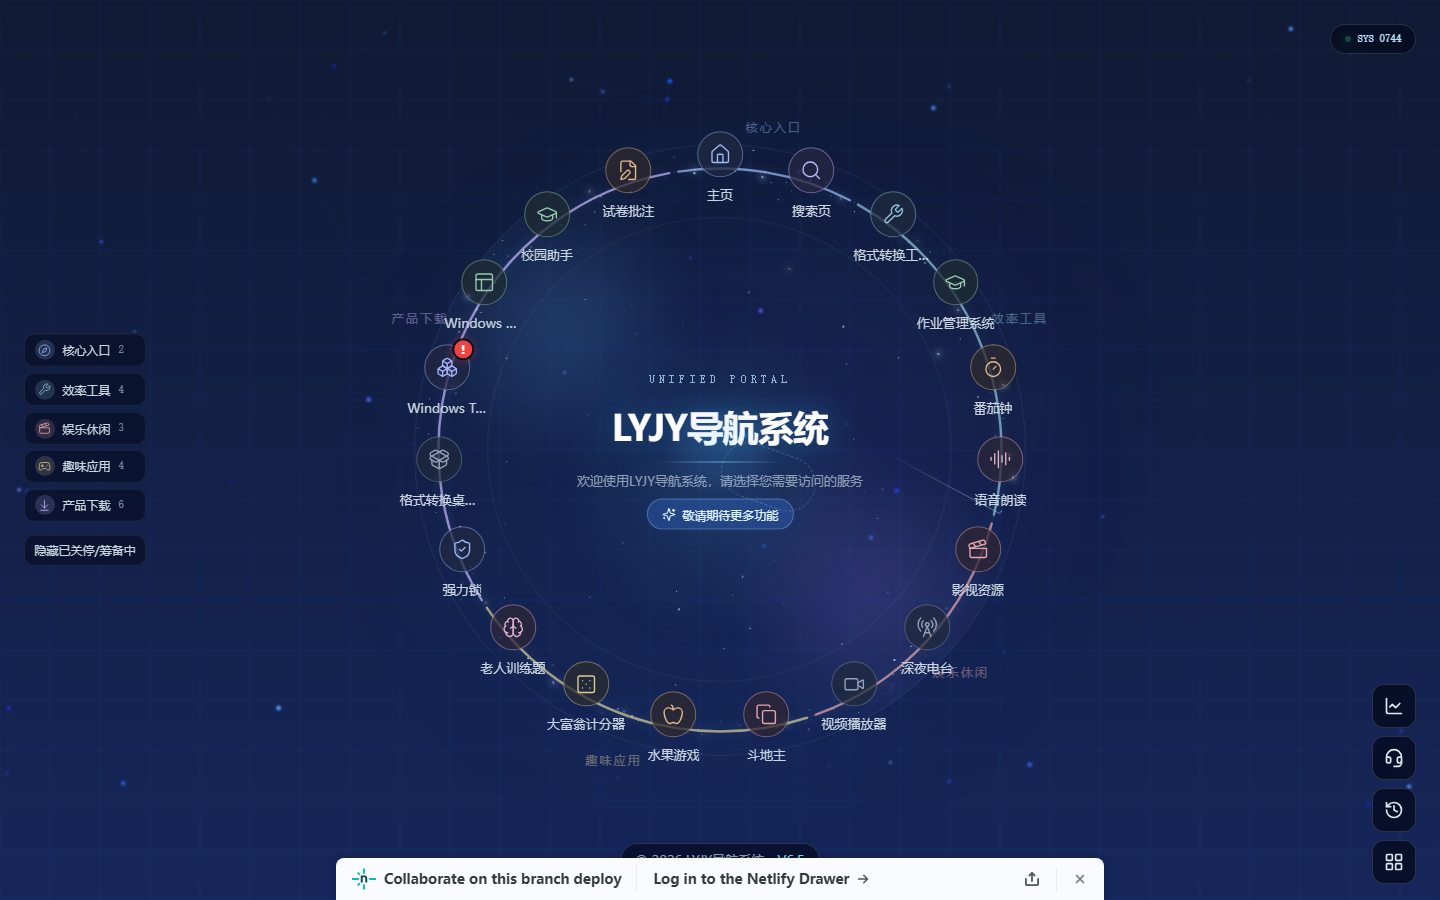 SYS 0744
核心入口
主页
试卷批注
搜索页
校园助手
格式转换工...
产品下载
Windows ...
作业管理系统
效率工具
核心入口 2
效率工具 4
娱乐休闲 3
趣味应用 4
产品下载 6
隐藏已关停/筹备中
!
Windows T...
番茄钟
UNIFIED PORTAL
LYJY导航系统
欢迎使用LYJY导航系统，请选择您需要访问的服务
敬请期待更多功能
格式转换桌...
语音朗读
强力锁
影视资源
老人训练题
深夜电台
娱乐休闲
大富翁计分器
视频播放器
趣味应用
水果游戏
斗地主
© 2026 LYJY导航系统
Collaborate on this branch deploy
Log in to the Netlify Drawer →